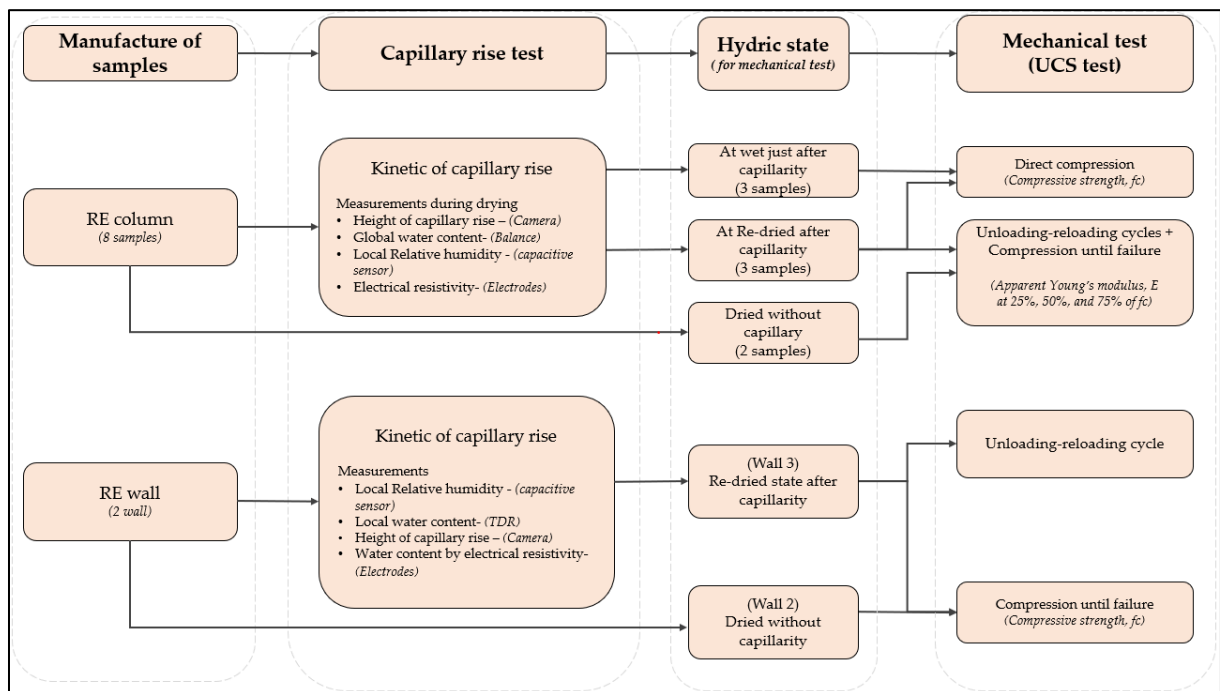 Manufacture of
samples
Capillary rise test
Hydric state
( for mechanical test)
Mechanical test
(UCS test)
RE column
(8 samples)
Kinetic of capillary rise
Measurements during drying
• Height of capillary rise – (Camera)
• Global water content- (Balance)
• Local Relative humidity - (capacitive
sensor)
• Electrical resistivity- (Electrodes)
At wet just after
capillarity
(3 samples)
At Re-dried after
capillarity
(3 samples)
Dried without
capillary
(2 samples)
Direct compression
(Compressive strength, fc)
Unloading-reloading cycles +
Compression until failure
(Apparent Young's modulus, E
at 25%, 50%, and 75% of fc)
RE wall
(2 wall)
Kinetic of capillary rise
Measurements
• Local Relative humidity - (capacitive
sensor)
• Local water content- (TDR)
• Height of capillary rise – (Camera)
• Water content by electrical resistivity-
(Electrodes)
(Wall 3)
Re-dried state after
capillarity
(Wall 2)
Dried without
capillarity
Unloading-reloading cycle
Compression until failure
(Compressive strength, fc)